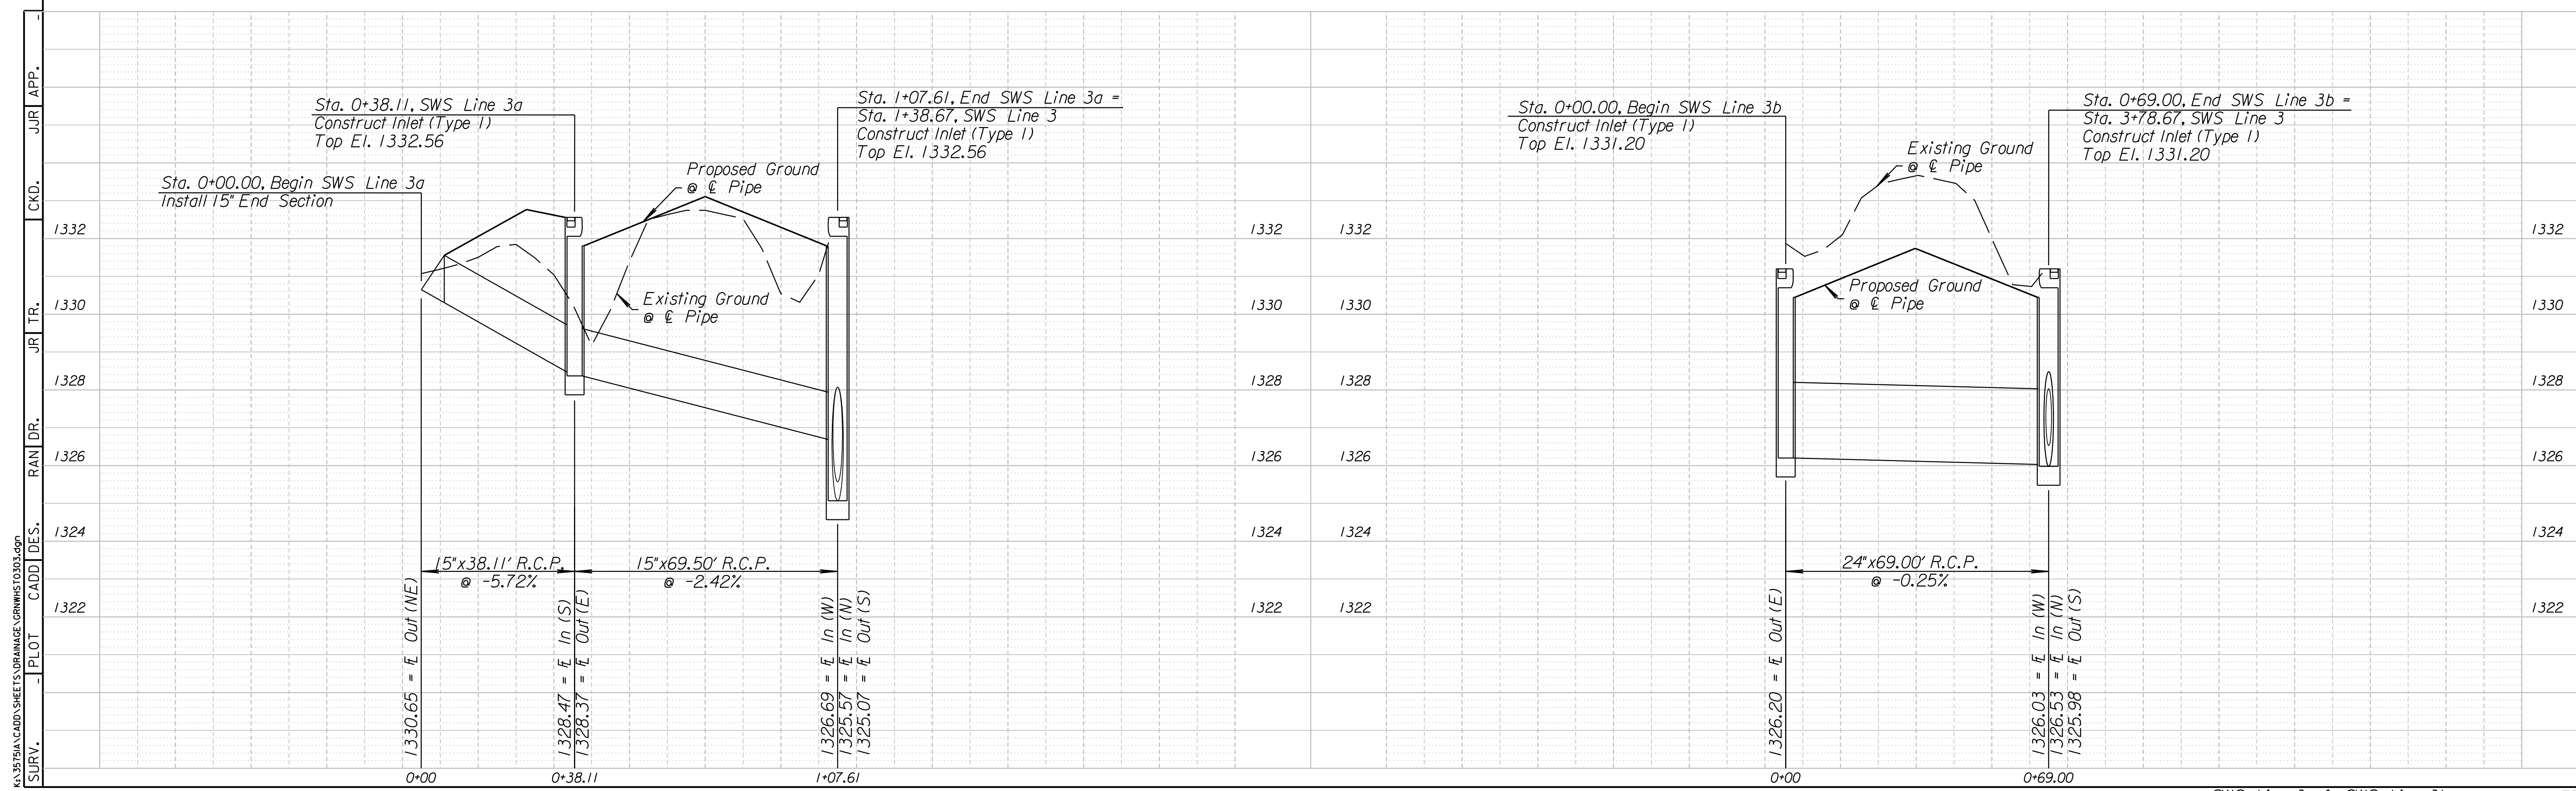 Sta. 0+38.11, SWS Line 3a
Construct Inlet (Type 1)
Top El. 1332.56
Sta. 0+00.00, Begin SWS Line 3a
Install 15" End Section
Sta. 1+07.61, End SWS Line 3a =
Sta. 1+38.67, SWS Line 3
Construct Inlet (Type 1)
Top El. 1332.56
Proposed Ground
@ ℄ Pipe
Existing Ground
@ ℄ Pipe
1332
1330
1328
1326
1324
1322
1332
1330
1328
1326
1324
1322
15"x38.11' R.C.P.
@ -5.72%
15"x69.50' R.C.P.
@ -2.42%
1330.65 = ℄ Out (NE)
1328.47 = ℄ In (S)
1328.37 = ℄ Out (E)
1326.69 = ℄ In (W)
1325.57 = ℄ In (N)
1325.07 = ℄ Out (S)
0+00
0+38.11
1+07.61
Sta. 0+00.00, Begin SWS Line 3b
Construct Inlet (Type 1)
Top El. 1331.20
Sta. 0+69.00, End SWS Line 3b =
Sta. 3+78.67, SWS Line 3
Construct Inlet (Type 1)
Top El. 1331.20
Existing Ground
@ ℄ Pipe
Proposed Ground
@ ℄ Pipe
1332
1330
1328
1326
1324
1322
1332
1330
1328
1326
1324
1322
24"x69.00' R.C.P.
@ -0.25%
1326.20 = ℄ Out (E)
1326.03 = ℄ In (W)
1326.53 = ℄ In (N)
1325.98 = ℄ Out (S)
0+00
0+69.00
SURV. - PLOT CADD DES. RAN DR. JR TR. CKD. JJR APP. -
K:\35751A\CADD\SHEETS\DRAINAGE\GRNWHST0303.dgn